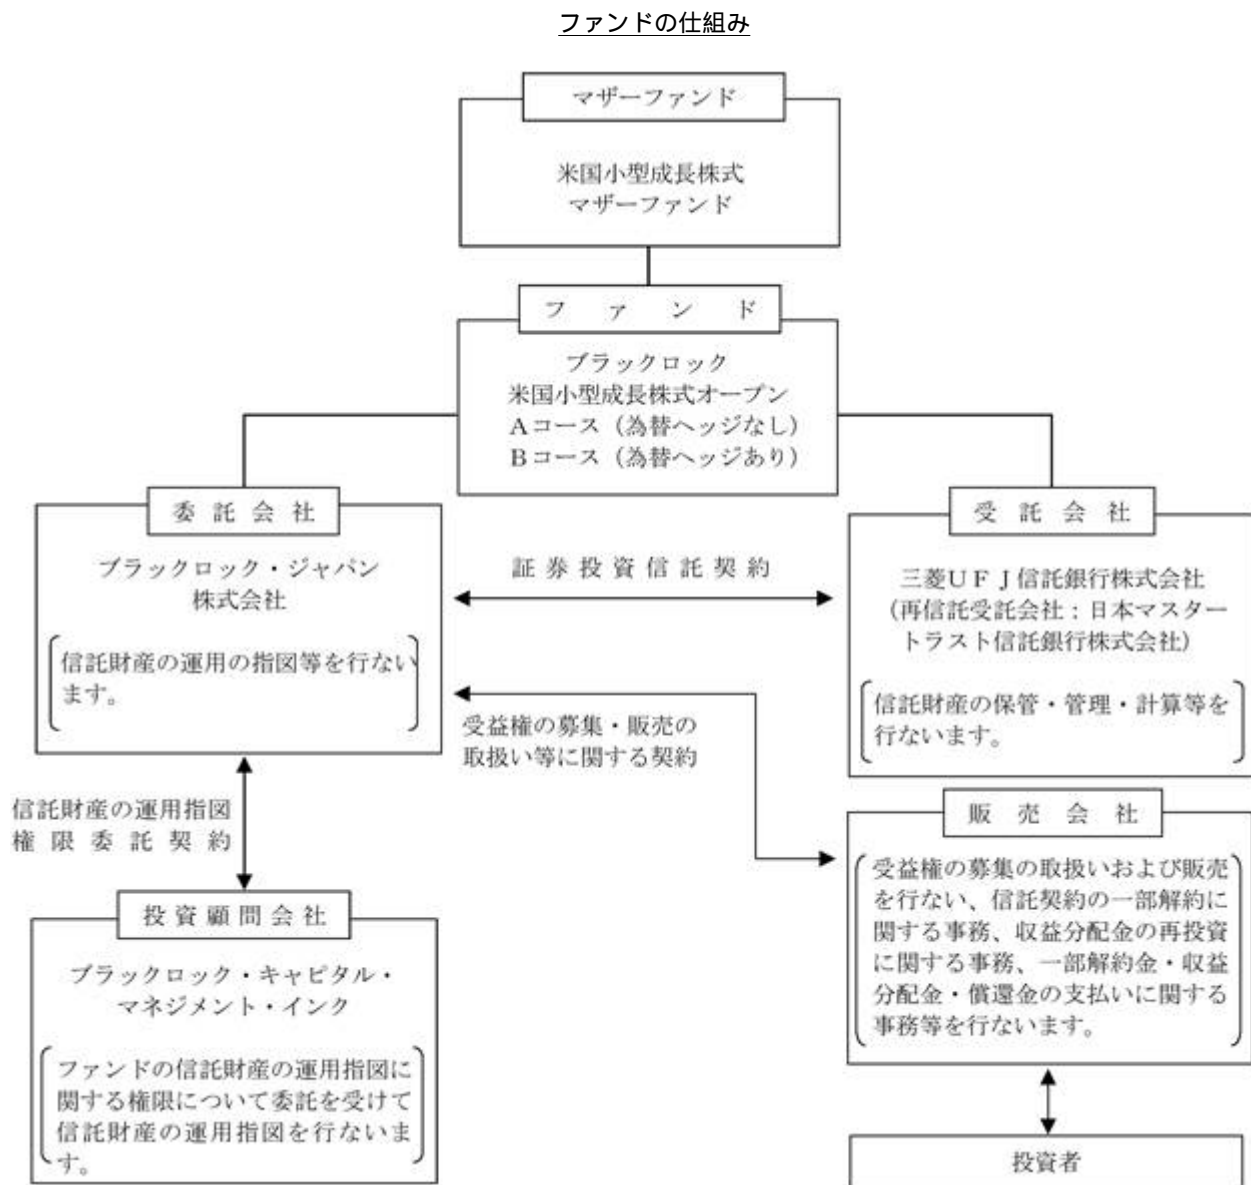 ファンドの仕組み
マザーファンド
米国小型成長株式
マザーファンド
ファンド
ブラックロック
米国小型成長株式オープン
Ａコース（為替ヘッジなし）
Ｂコース（為替ヘッジあり）
委託会社
ブラックロック・ジャパン
株式会社
信託財産の運用の指図等を行ない
ます。
証券投資信託契約
受託会社
三菱ＵＦＪ信託銀行株式会社
（再信託受託会社：日本マスター
トラスト信託銀行株式会社）
信託財産の保管・管理・計算等を
行ないます。
受益権の募集・販売の
取扱い等に関する契約
信託財産の運用指図
権限委託契約
販売会社
受益権の募集の取扱いおよび販売
を行ない、信託契約の一部解約に
関する事務、収益分配金の再投資
に関する事務、一部解約金・収益
分配金・償還金の支払いに関する
事務等を行ないます。
投資顧問会社
ブラックロック・キャピタル・
マネジメント・インク
ファンドの信託財産の運用指図に
関する権限について委託を受けて
信託財産の運用指図を行ないま
す。
投資者